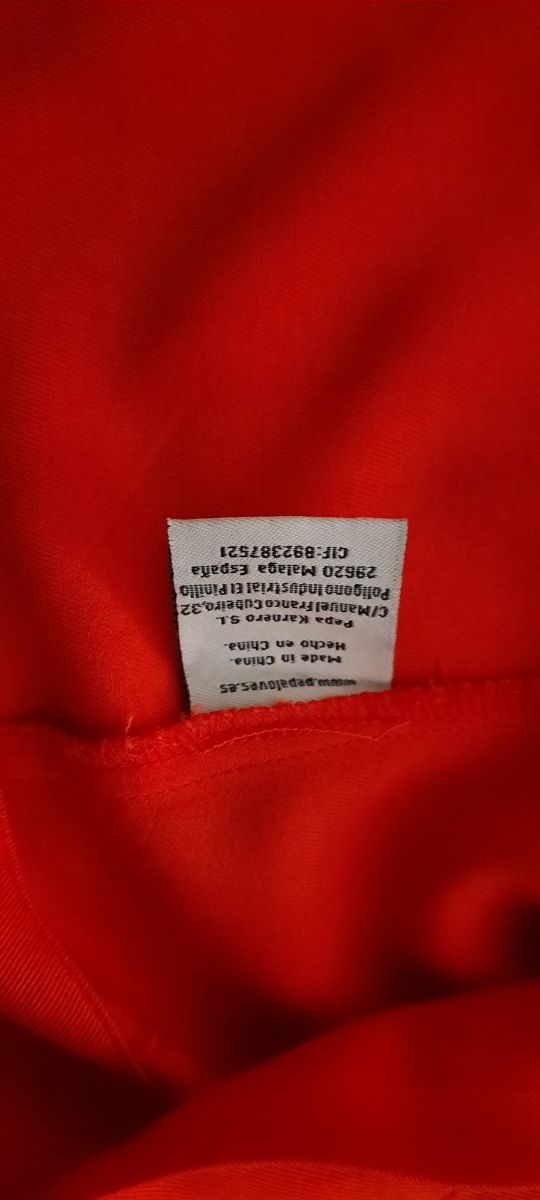 www.pepaloves.es
Made in China.
Hecho en China.
Pepa Karnero S.L.
C/Manuel Franco Cubeiro,32
Poligono Industrial El Pinillo
29620 Malaga España
CIF:B92387521